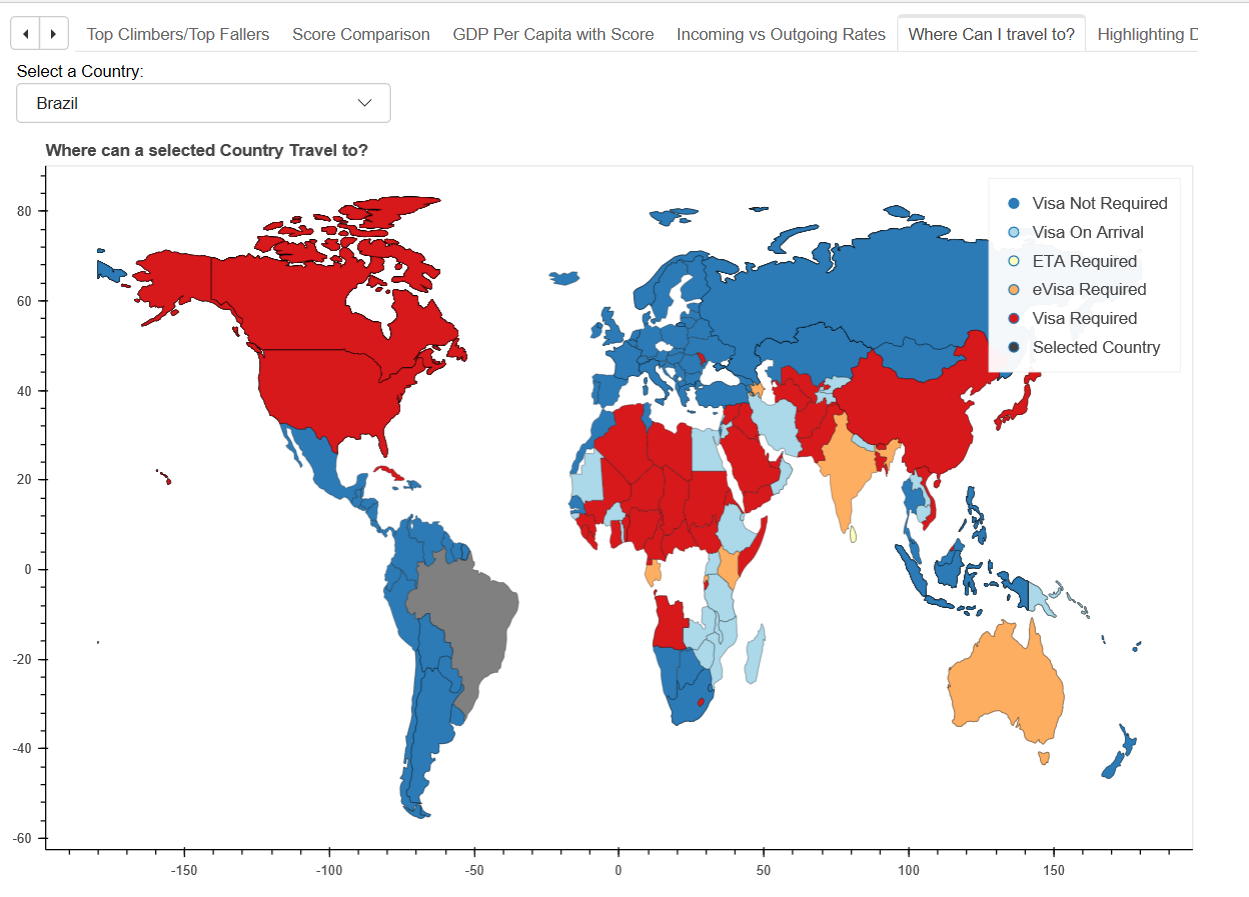 Top Climbers/Top Fallers Score Comparison GDP Per Capita with Score Incoming vs Outgoing Rates Where Can I travel to? Highlighting D
Select a Country:
Brazil
Where can a selected Country Travel to?
Visa Not Required
Visa On Arrival
ETA Required
eVisa Required
Visa Required
Selected Country
80
60
40
20
0
-20
-40
-60
-150 -100 -50 0 50 100 150